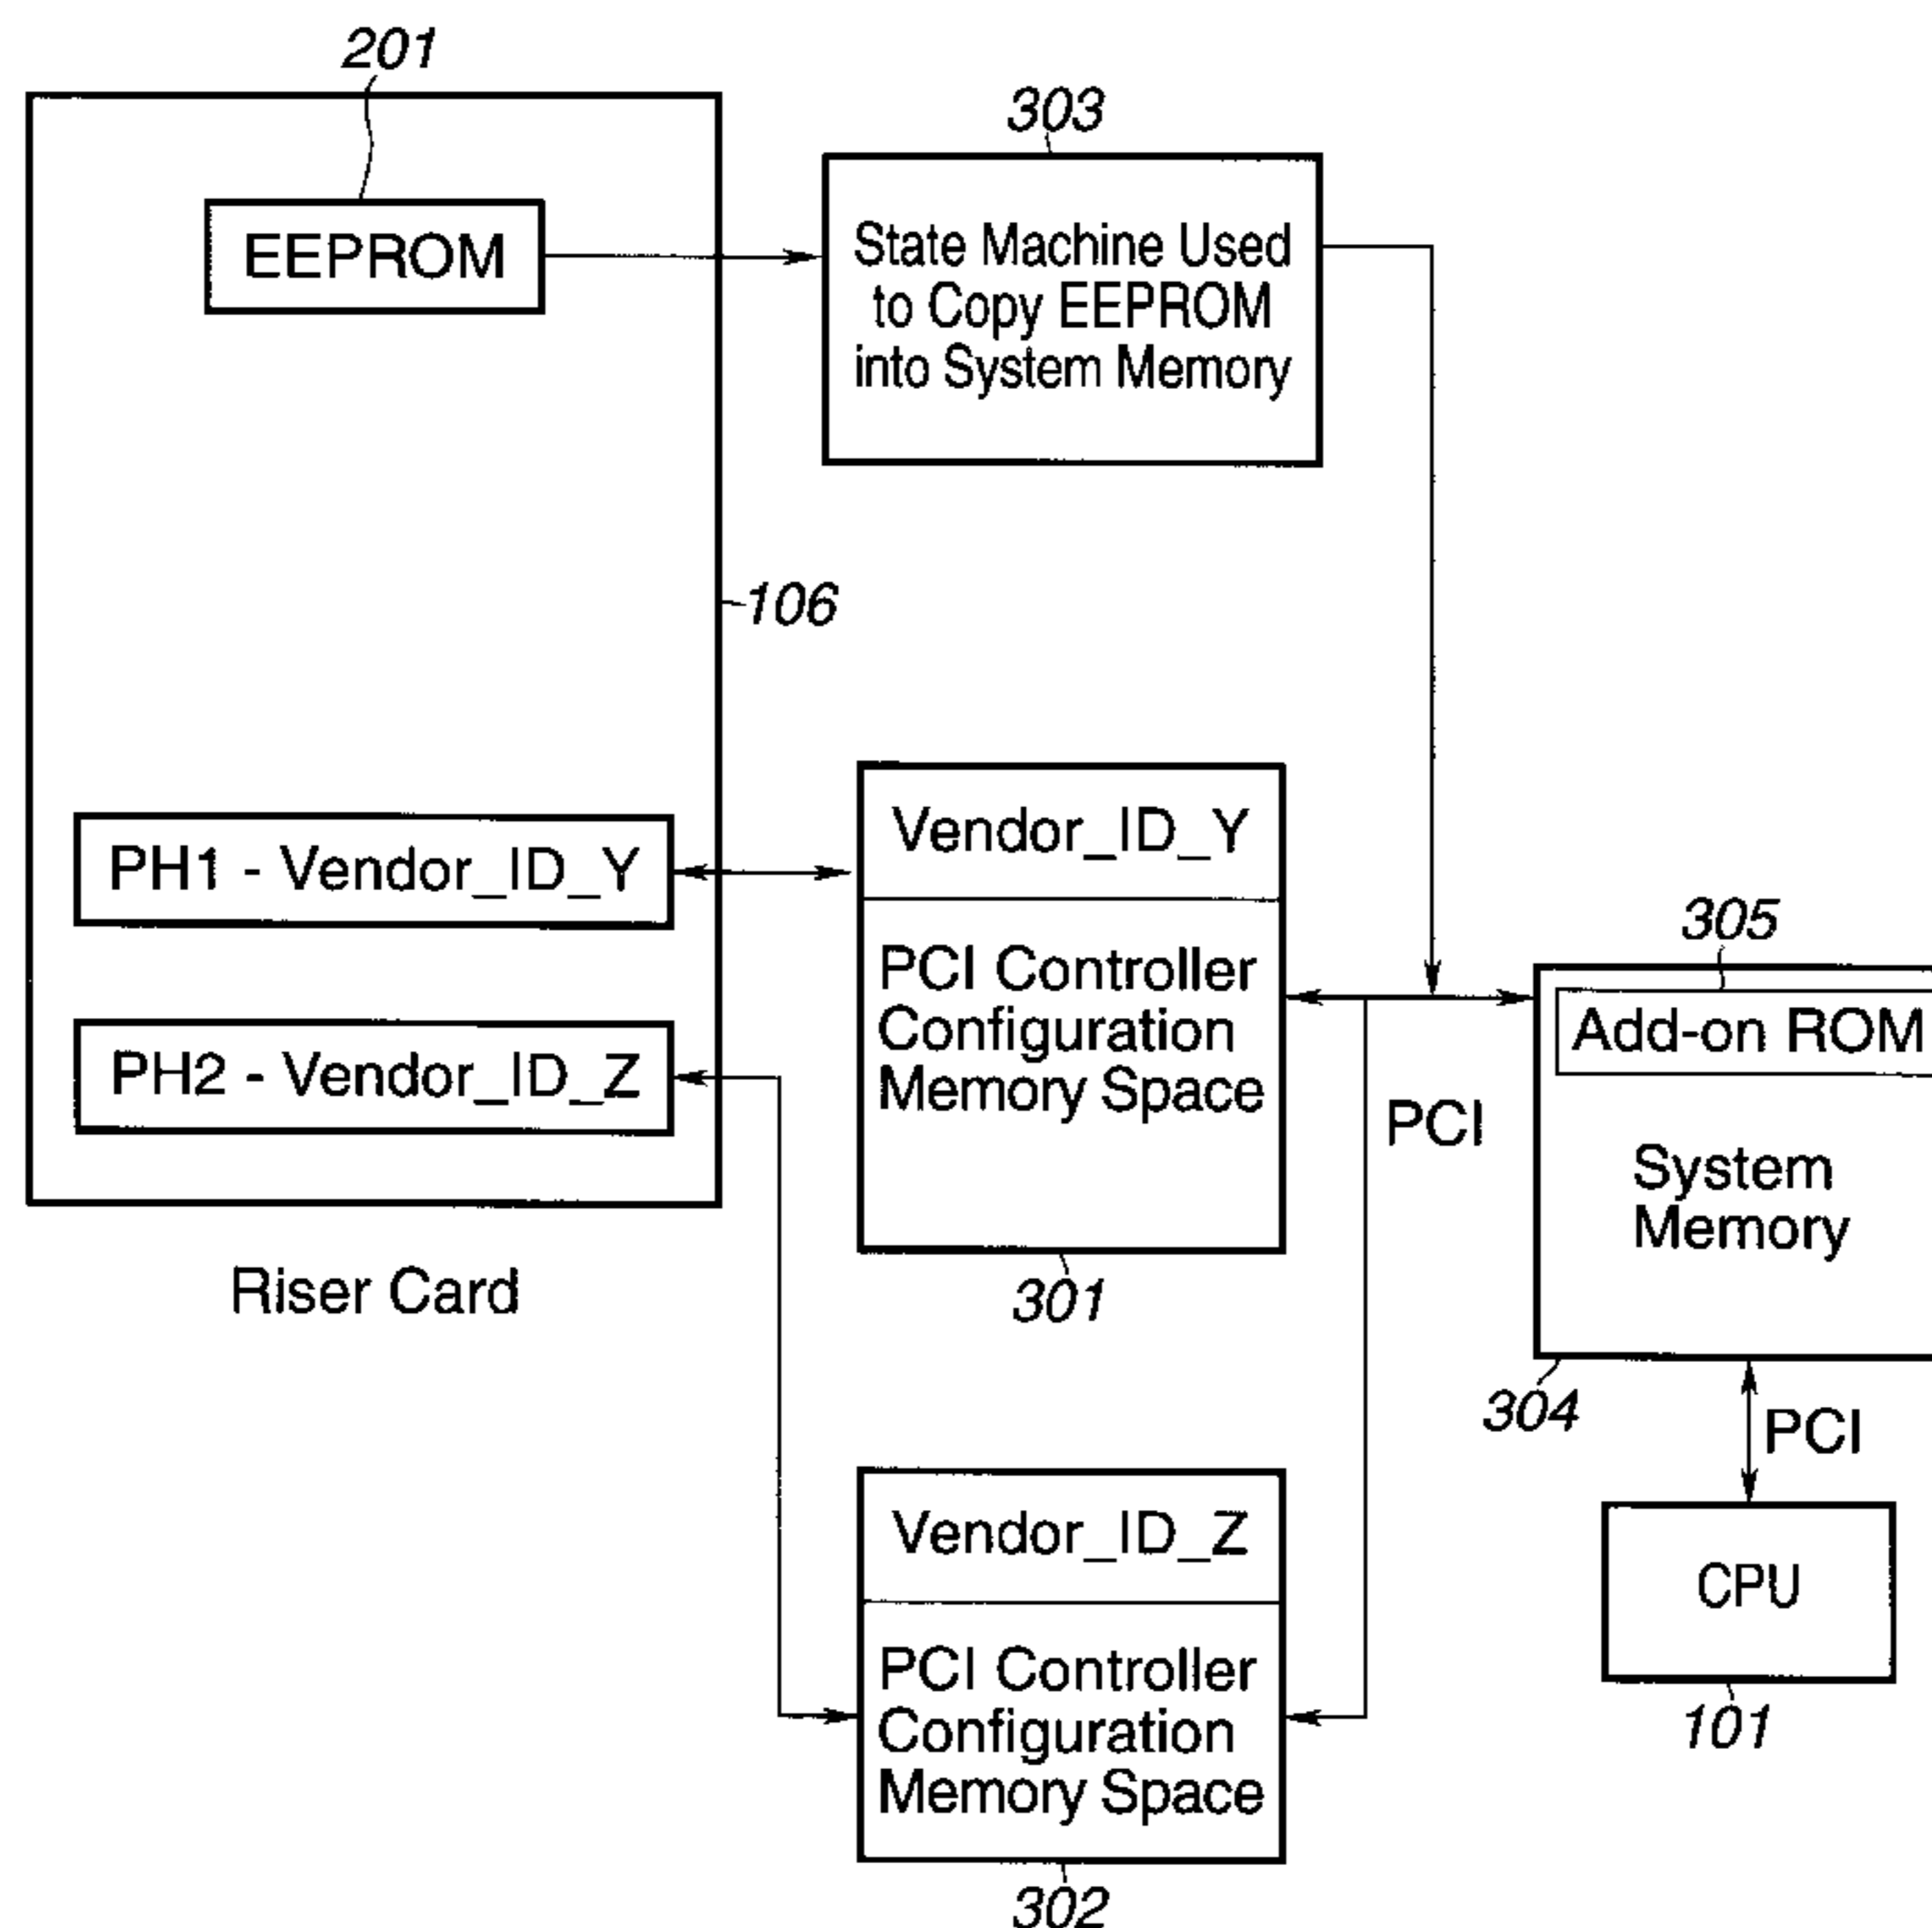 201
EEPROM
303
State Machine Used
to Copy EEPROM
into System Memory
106
PH1 - Vendor_ID_Y
PH2 - Vendor_ID_Z
Riser Card
Vendor_ID_Y
PCI Controller
Configuration
Memory Space
301
Vendor_ID_Z
PCI Controller
Configuration
Memory Space
302
PCI
305
Add-on ROM
System
Memory
304
PCI
CPU
101